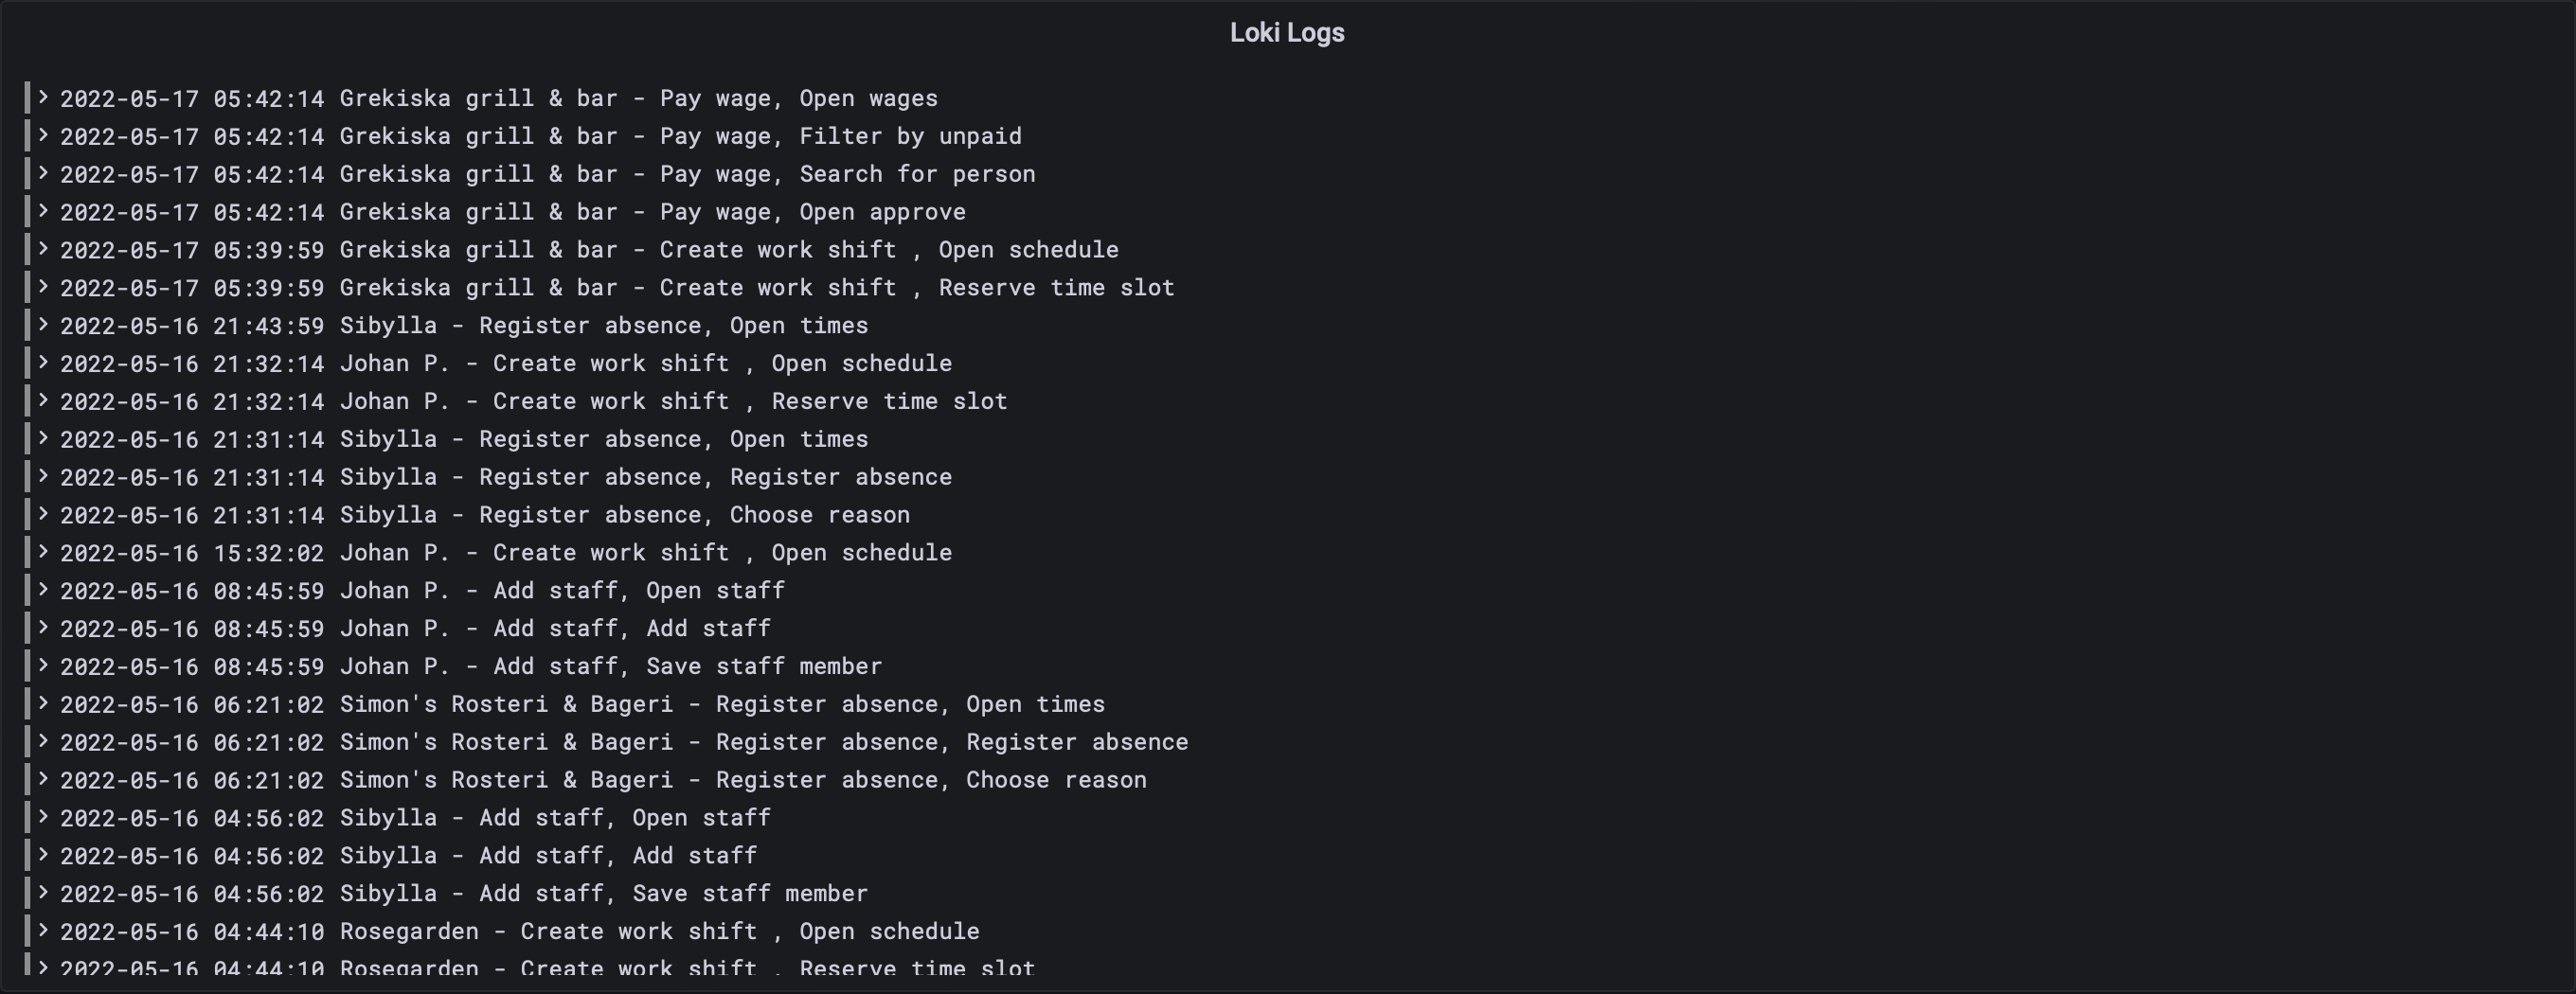 Loki Logs
2022-05-17 05:42:14 Grekiska grill & bar - Pay wage, Open wages
2022-05-17 05:42:14 Grekiska grill & bar - Pay wage, Filter by unpaid
2022-05-17 05:42:14 Grekiska grill & bar - Pay wage, Search for person
2022-05-17 05:42:14 Grekiska grill & bar - Pay wage, Open approve
2022-05-17 05:39:59 Grekiska grill & bar - Create work shift , Open schedule
2022-05-17 05:39:59 Grekiska grill & bar - Create work shift , Reserve time slot
2022-05-16 21:43:59 Sibylla - Register absence, Open times
2022-05-16 21:32:14 Johan P. - Create work shift , Open schedule
2022-05-16 21:32:14 Johan P. - Create work shift , Reserve time slot
2022-05-16 21:31:14 Sibylla - Register absence, Open times
2022-05-16 21:31:14 Sibylla - Register absence, Register absence
2022-05-16 21:31:14 Sibylla - Register absence, Choose reason
2022-05-16 15:32:02 Johan P. - Create work shift , Open schedule
2022-05-16 08:45:59 Johan P. - Add staff, Open staff
2022-05-16 08:45:59 Johan P. - Add staff, Add staff
2022-05-16 08:45:59 Johan P. - Add staff, Save staff member
2022-05-16 06:21:02 Simon's Rosteri & Bageri - Register absence, Open times
2022-05-16 06:21:02 Simon's Rosteri & Bageri - Register absence, Register absence
2022-05-16 06:21:02 Simon's Rosteri & Bageri - Register absence, Choose reason
2022-05-16 04:56:02 Sibylla - Add staff, Open staff
2022-05-16 04:56:02 Sibylla - Add staff, Add staff
2022-05-16 04:56:02 Sibylla - Add staff, Save staff member
2022-05-16 04:44:10 Rosegarden - Create work shift , Open schedule
2022-05-16 04:44:10 Rosegarden - Create work shift , Reserve time slot